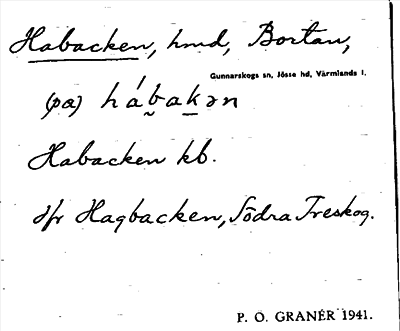 Habacken, hmd, Bortan,
Gunnarskogs sn, Jösse hd, Värmlands l.
(pa) hábakən
Habacken kb.
Jfr Hagbacken, Södra Treskog.
P. O. GRANÉR 1941.